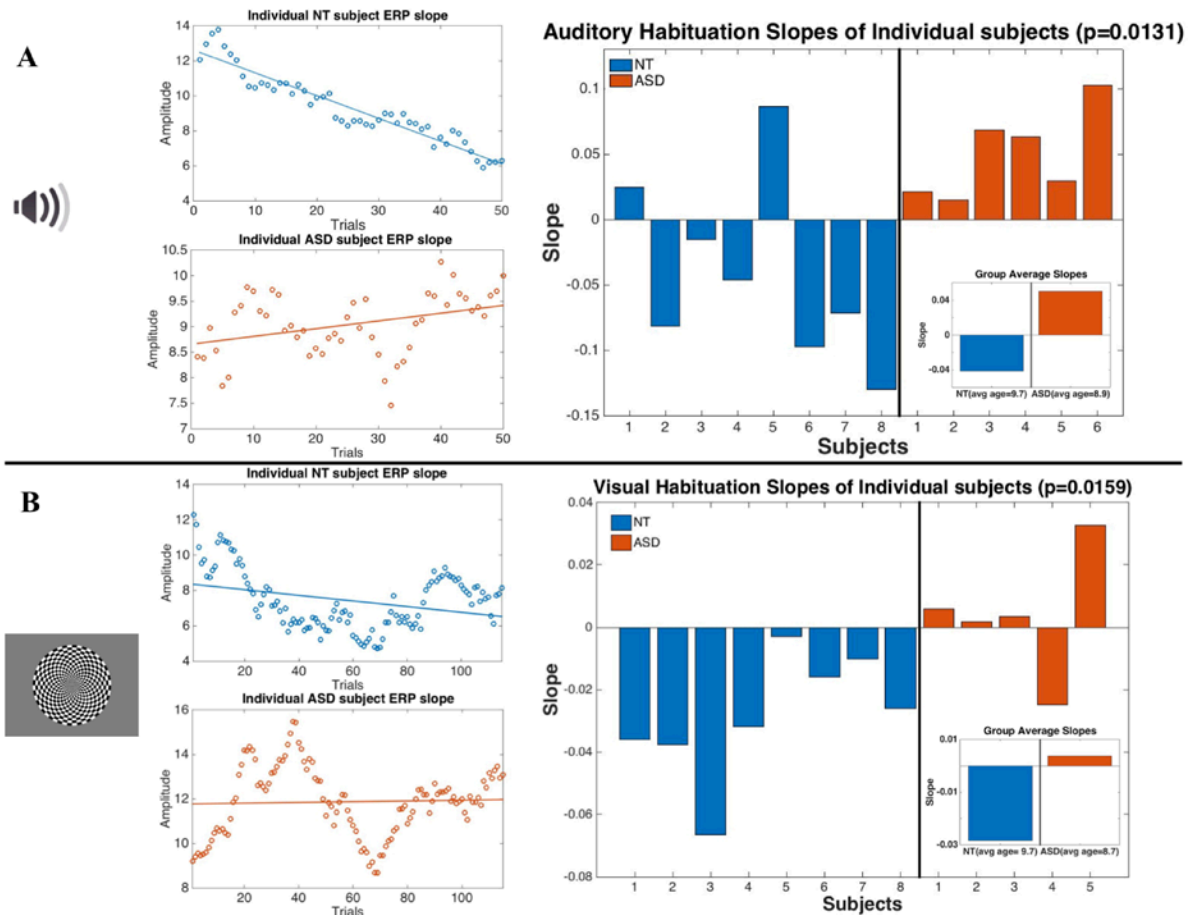 A
Individual NT subject ERP slope
Amplitude
14
12
10
8
6
4
0 10 20 30 40 50
Trials
Individual ASD subject ERP slope
Amplitude
10.5
10
9.5
9
8.5
8
7.5
7
0 10 20 30 40 50
Trials
Auditory Habituation Slopes of Individual subjects (p=0.0131)
NT
ASD
Slope
0.1
0.05
0
-0.05
-0.1
-0.15
1 2 3 4 5 6 7 8 1 2 3 4 5 6
Subjects
Group Average Slopes
Slope
0.04
0
-0.04
NT(avg age=9.7) ASD(avg age=8.9)
B
Individual NT subject ERP slope
Amplitude
14
12
10
8
6
4
20 40 60 80 100
Trials
Individual ASD subject ERP slope
Amplitude
16
14
12
10
8
20 40 60 80 100
Trials
Visual Habituation Slopes of Individual subjects (p=0.0159)
NT
ASD
Slope
0.04
0.02
0
-0.02
-0.04
-0.06
-0.08
1 2 3 4 5 6 7 8 1 2 3 4 5
Subjects
Group Average Slopes
Slope
0.01
-0.01
-0.03
NT(avg age= 9.7) ASD(avg age=8.7)